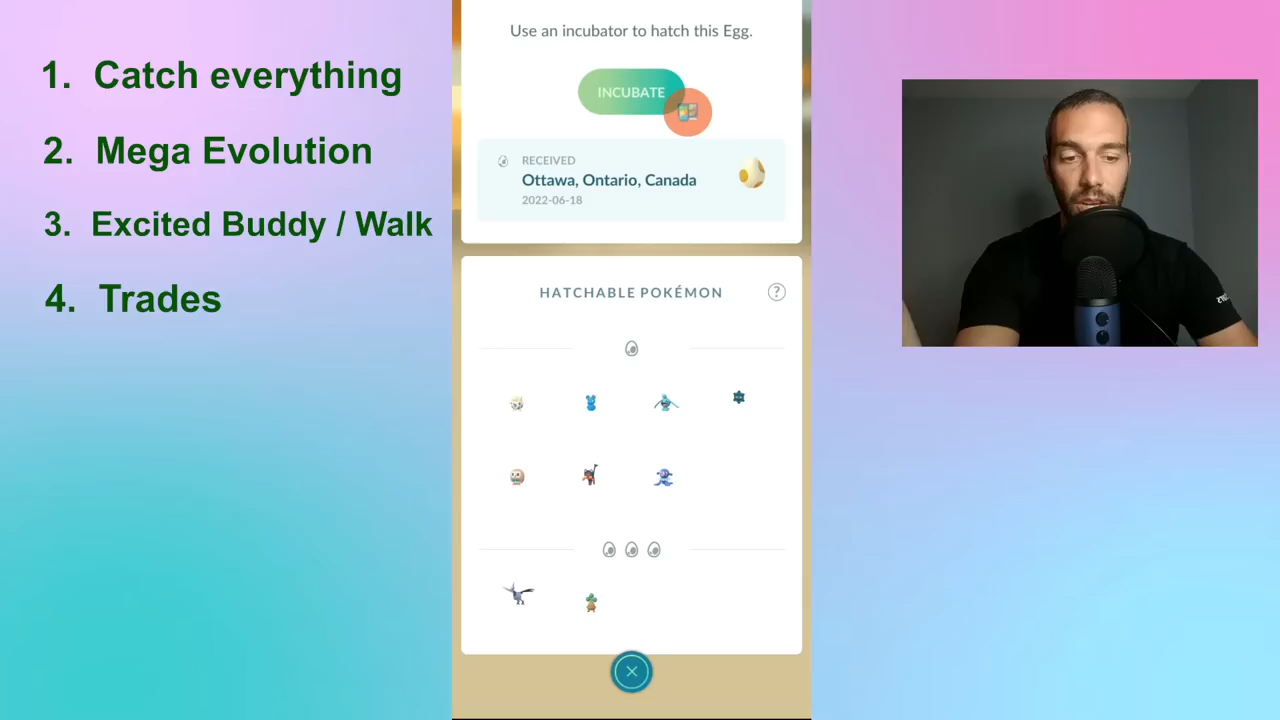 1. Catch everything
2. Mega Evolution
3. Excited Buddy / Walk
4. Trades
Use an incubator to hatch this Egg.
INCUBATE
RECEIVED
Ottawa, Ontario, Canada
2022-06-18
HATCHABLE POKÉMON
?